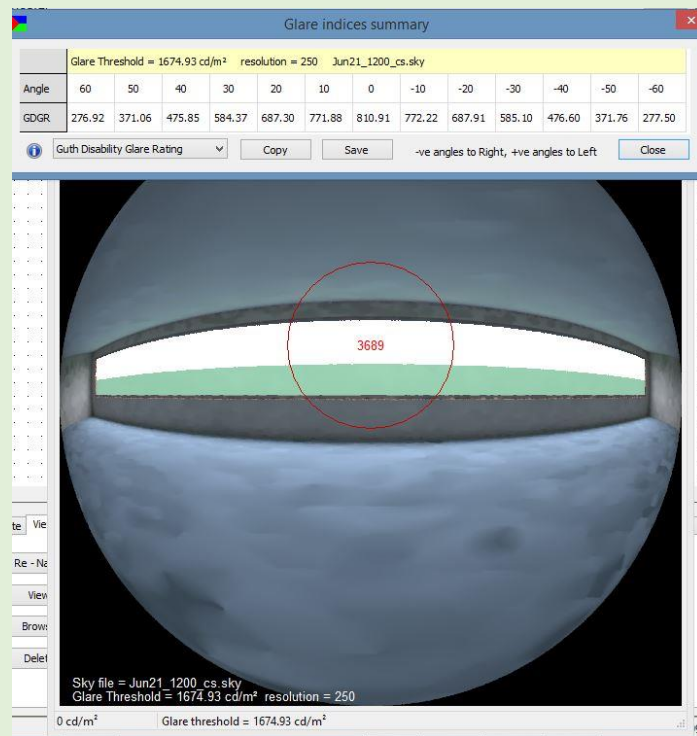 Glare indices summary
Glare Threshold = 1674.93 cd/m² resolution = 250 Jun21_1200_cs.sky
Angle 60 50 40 30 20 10 0 -10 -20 -30 -40 -50 -60
GDGR 276.92 371.06 475.85 584.37 687.30 771.88 810.91 772.22 687.91 585.10 476.60 371.76 277.50
Guth Disability Glare Rating Copy Save -ve angles to Right, +ve angles to Left Close
3689
View
Sky file = Jun21_1200_cs.sky
Glare Threshold = 1674.93 cd/m² resolution = 250
0 cd/m² Glare threshold = 1674.93 cd/m²